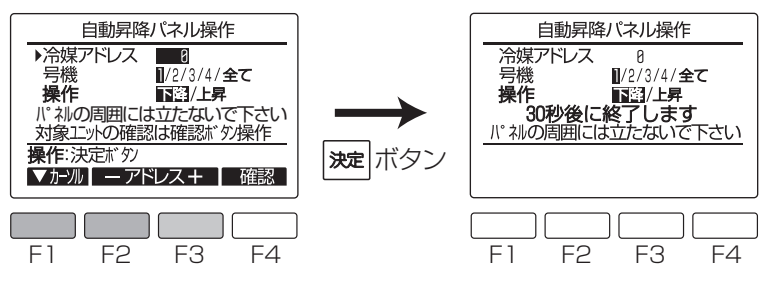 自動昇降パネル操作
冷媒アドレス 0
号機 1/2/3/4/全て
操作 下降/上昇
パネルの周囲には立たないで下さい
対象ユニットの確認は確認ボタン操作
操作:決定ボタン
▼カーソル － アドレス ＋ 確認
F1 F2 F3 F4
決定 ボタン
自動昇降パネル操作
冷媒アドレス 0
号機 1/2/3/4/全て
操作 下降/上昇
30秒後に終了します
パネルの周囲には立たないで下さい
F1 F2 F3 F4